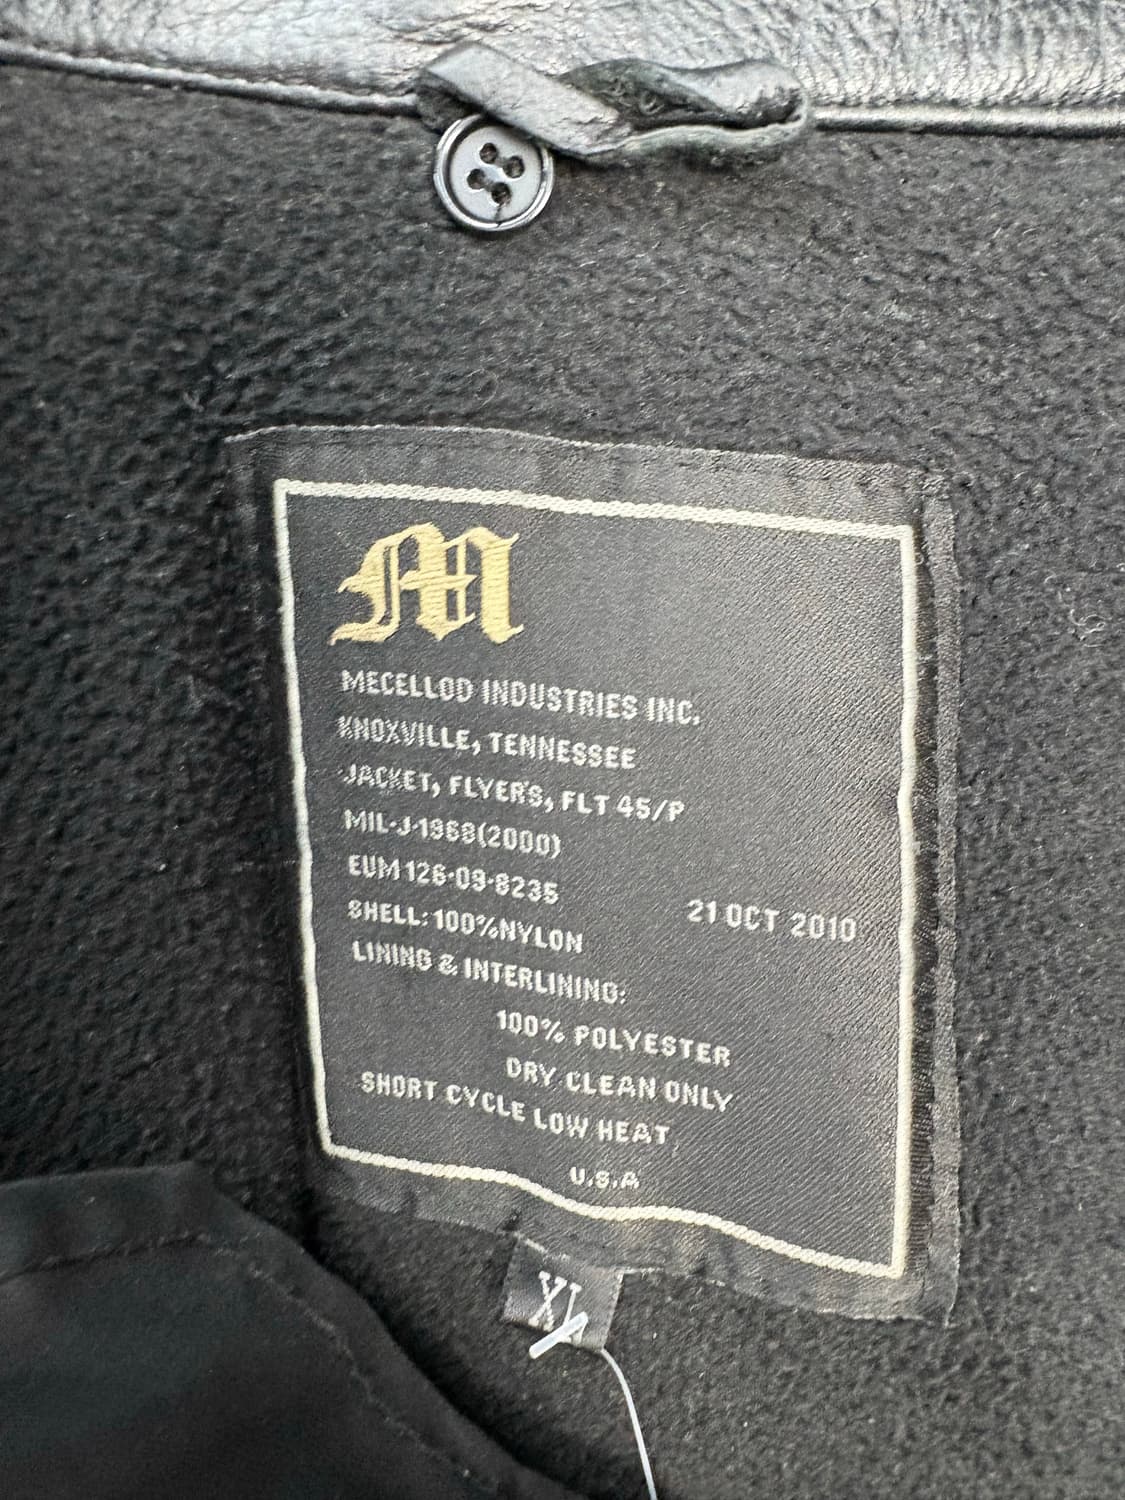 M
MECELLOD INDUSTRIES INC.
KNOXVILLE, TENNESSEE
JACKET, FLYER'S, FLT 45/P
MIL-J-1968(2000)
EUM 126-09-8235
21 OCT 2010
SHELL: 100%NYLON
LINING & INTERLINING:
100% POLYESTER
DRY CLEAN ONLY
SHORT CYCLE LOW HEAT
U.S.A
XL